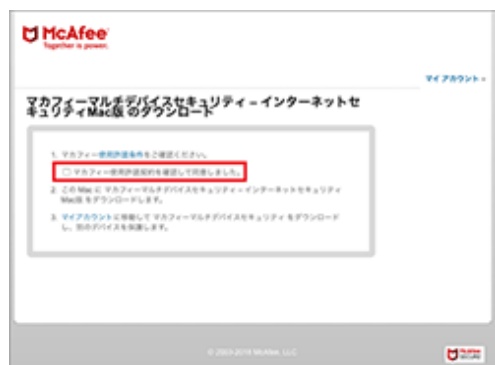 McAfee
Together is power.
マイ アカウント
マカフィーマルチデバイスセキュリティ – インターネットセ
キュリティMac版 のダウンロード
1. マカフィー使用許諾条件をご確認ください。
マカフィー使用許諾契約を確認して同意しました。
2. この Mac に マカフィーマルチデバイスセキュリティ – インターネットセキュリティ
Mac版 をダウンロードします。
3. マイアカウントに移動して マカフィーマルチデバイスセキュリティ をダウンロード
し、別のデバイスを保護します。
© 2003-2019 McAfee, LLC
McAfee
SECURE